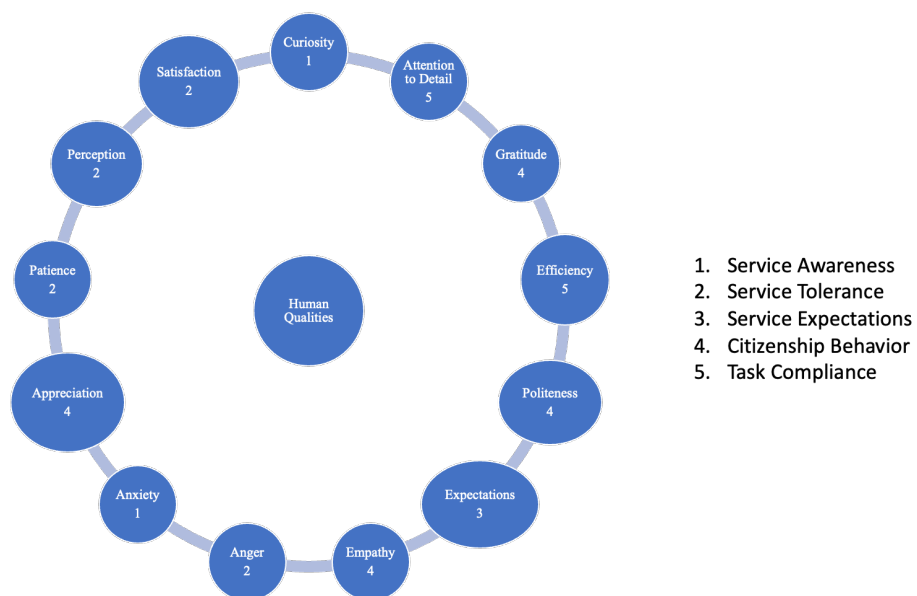 Curiosity
1
Attention
to Detail
5
Gratitude
4
Efficiency
5
Politeness
4
Expectations
3
Empathy
4
Anger
2
Anxiety
1
Appreciation
4
Patience
2
Perception
2
Satisfaction
2
Human
Qualities
1. Service Awareness
2. Service Tolerance
3. Service Expectations
4. Citizenship Behavior
5. Task Compliance